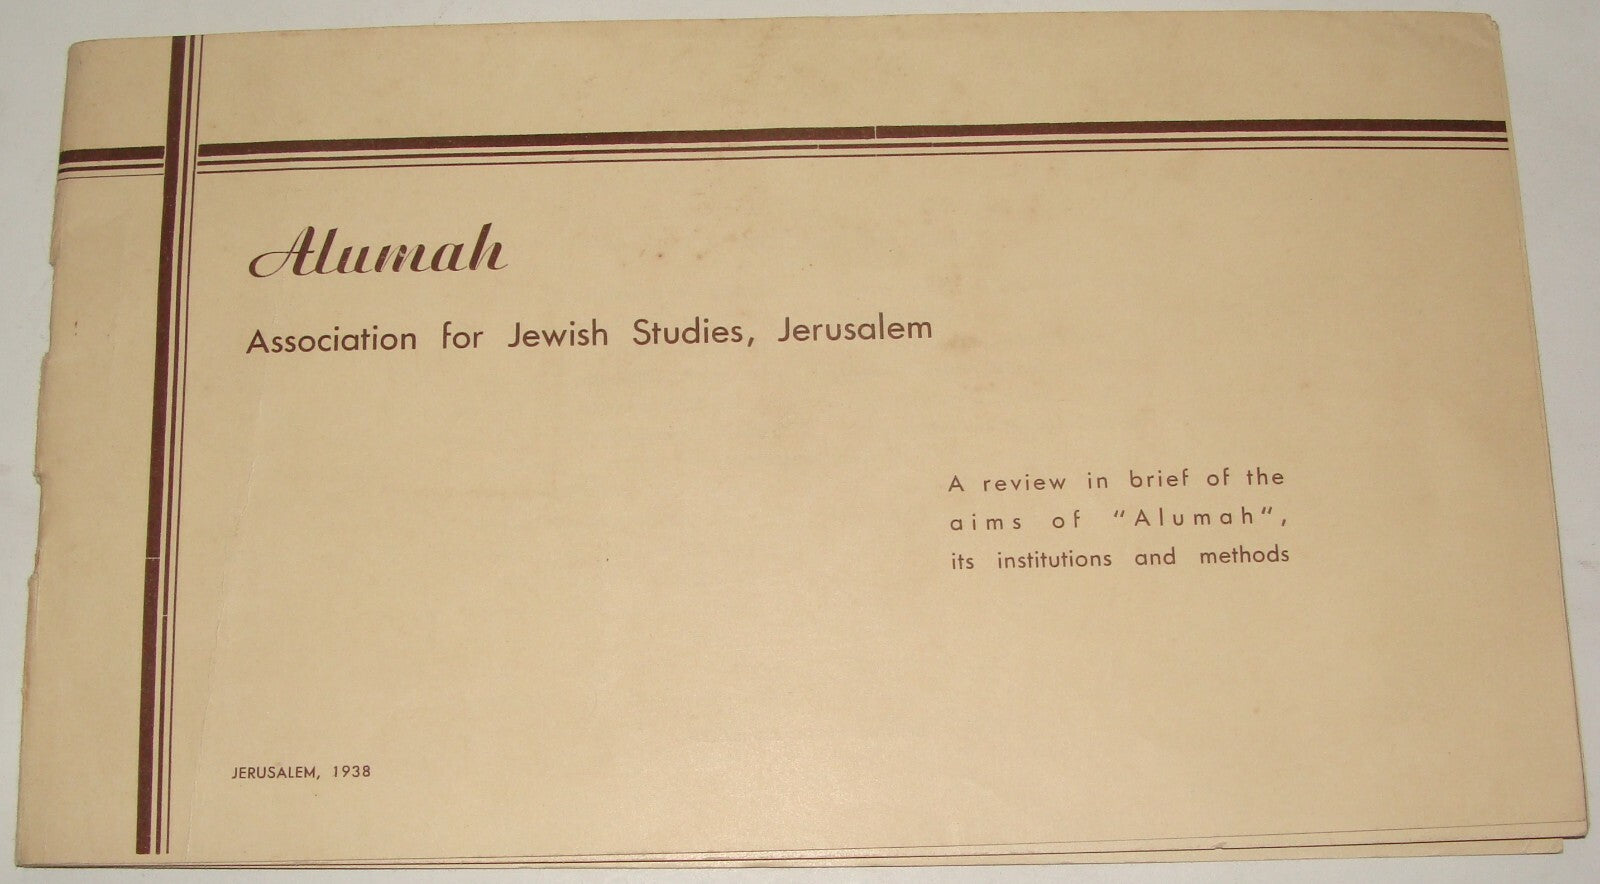 Alumah
Association for Jewish Studies, Jerusalem
A review in brief of the
aims of "Alumah",
its institutions and methods
JERUSALEM, 1938